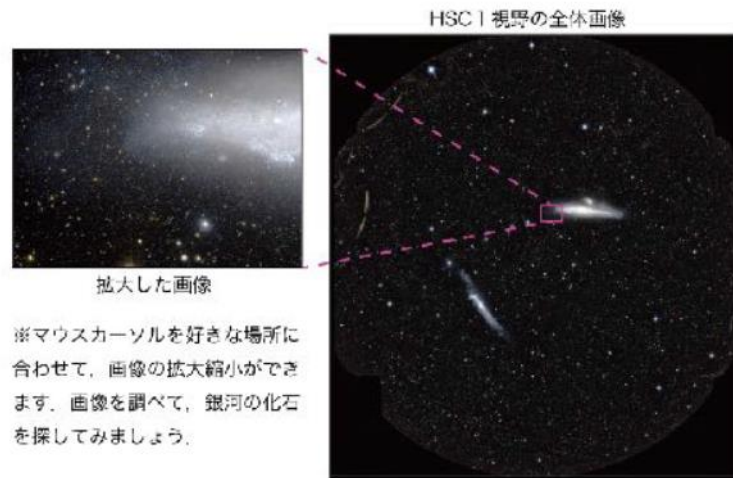 HSC 1 視野の全体画像
拡大した画像
※マウスカーソルを好きな場所に
合わせて，画像の拡大縮小ができ
ます．画像を調べて，銀河の化石
を探してみましょう．